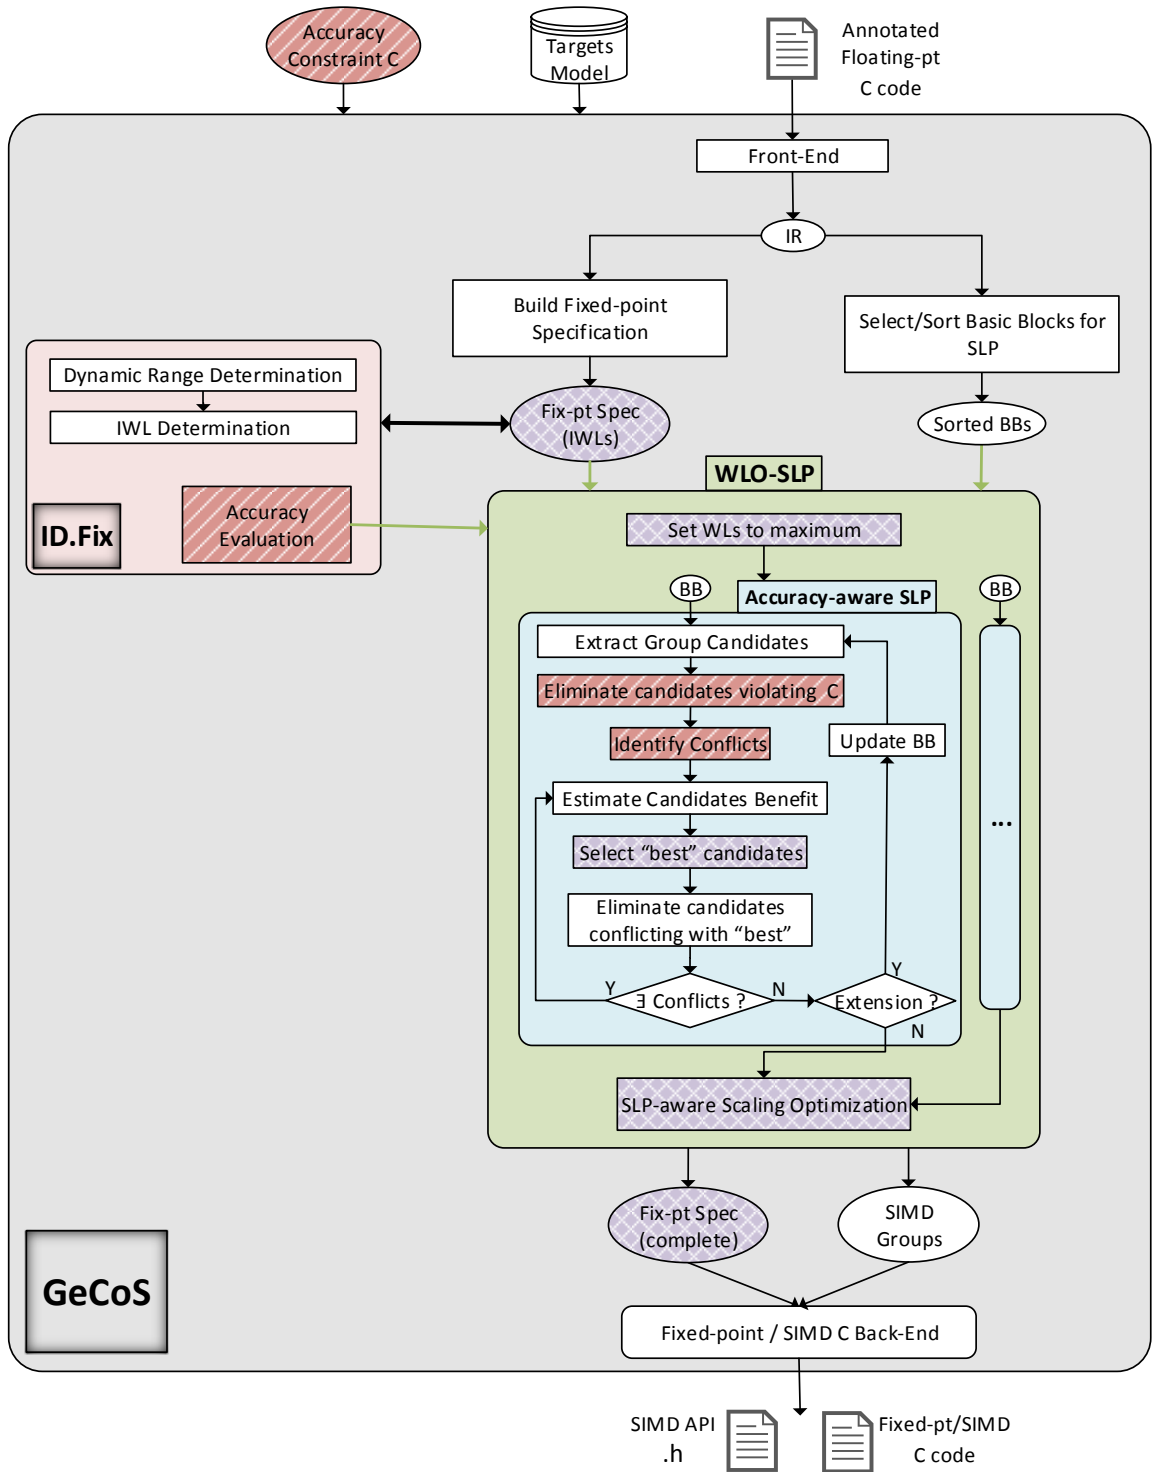 Accuracy
Constraint C
Targets
Model
Annotated
Floating-pt
C code
Front-End
IR
Build Fixed-point
Specification
Select/Sort Basic Blocks for
SLP
Dynamic Range Determination
IWL Determination
Fix-pt Spec
(IWLs)
Sorted BBs
WLO-SLP
ID.Fix
Accuracy
Evaluation
Set WLs to maximum
BB
Accuracy-aware SLP
BB
Extract Group Candidates
Eliminate candidates violating C
Identify Conflicts
Update BB
Estimate Candidates Benefit
...
Select “best” candidates
Eliminate candidates
conflicting with “best”
Y
∃ Conflicts ?
N
Y
Extension ?
N
SLP-aware Scaling Optimization
Fix-pt Spec
(complete)
SIMD
Groups
GeCoS
Fixed-point / SIMD C Back-End
SIMD API
.h
Fixed-pt/SIMD
C code